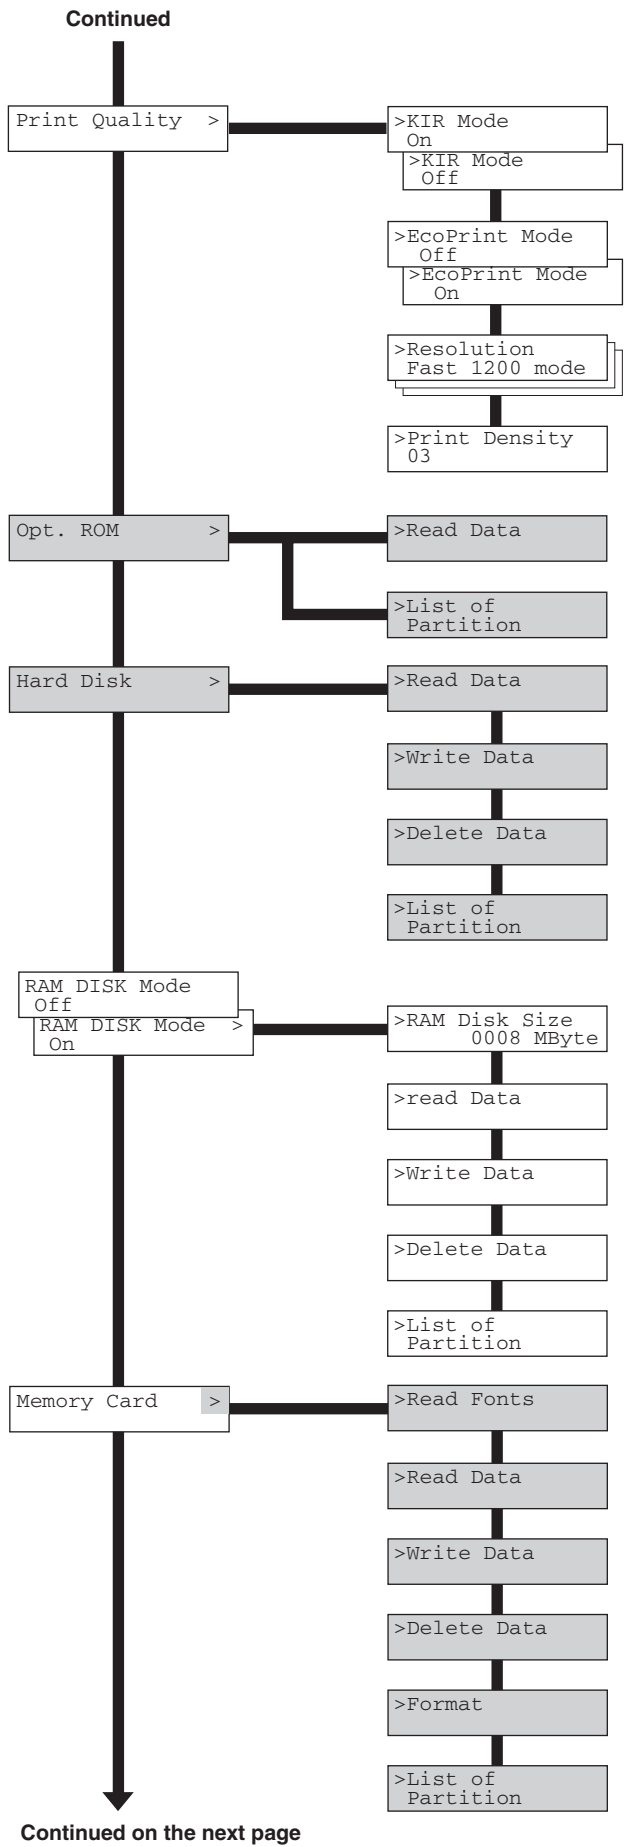 Continued
Print Quality >
>KIR Mode
On
>KIR Mode
Off
>EcoPrint Mode
Off
>EcoPrint Mode
On
>Resolution
Fast 1200 mode
>Print Density
03
Opt. ROM >
>Read Data
>List of
Partition
Hard Disk >
>Read Data
>Write Data
>Delete Data
>List of
Partition
RAM DISK Mode
Off
RAM DISK Mode >
On
>RAM Disk Size
0008 MByte
>read Data
>Write Data
>Delete Data
>List of
Partition
Memory Card >
>Read Fonts
>Read Data
>Write Data
>Delete Data
>Format
>List of
Partition
Continued on the next page